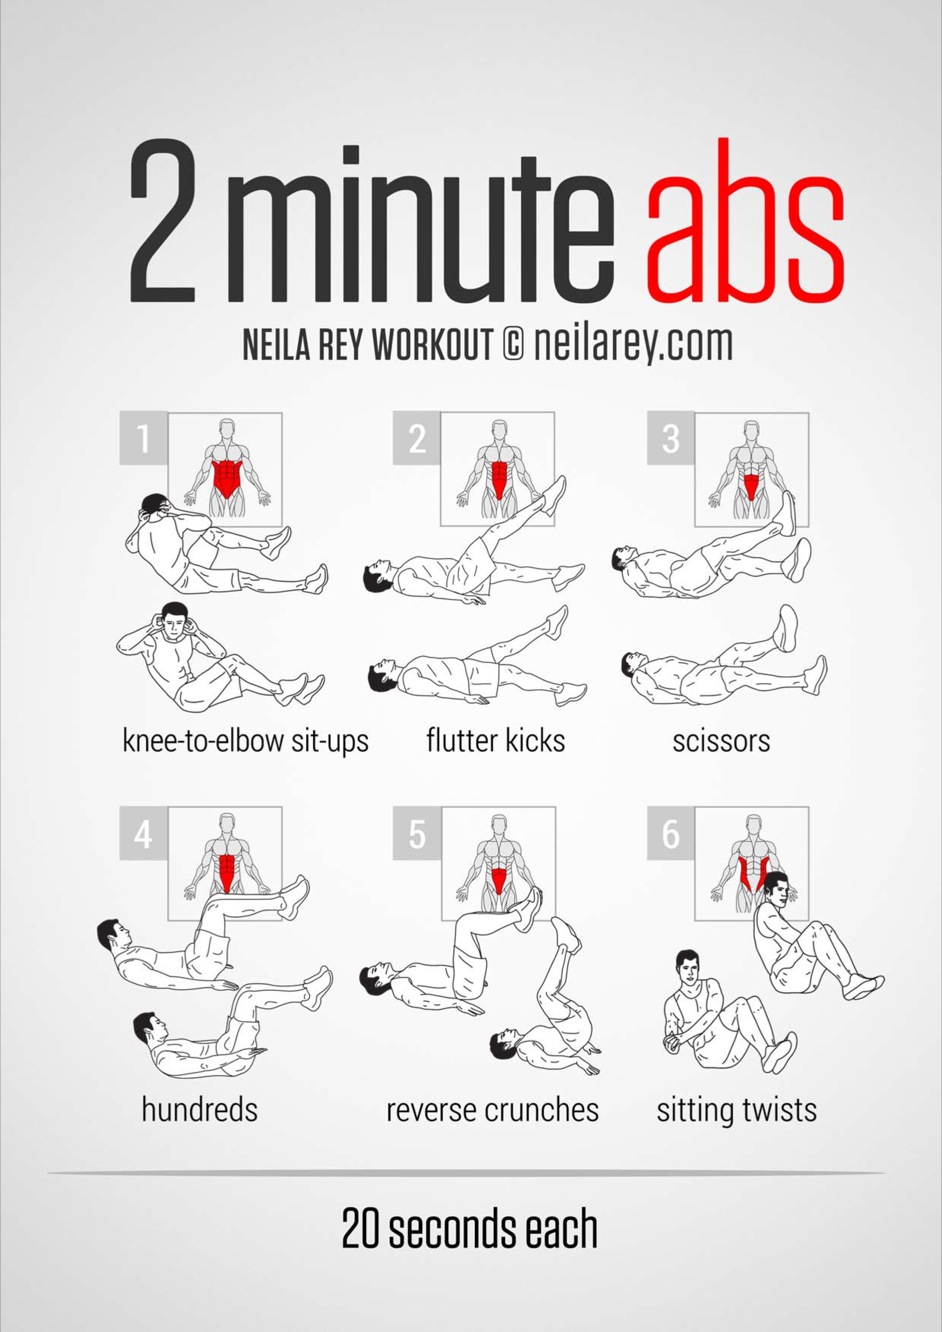 2 minute abs
NEILA REY WORKOUT © neilarey.com
1
2
3
knee-to-elbow sit-ups
flutter kicks
scissors
4
5
6
hundreds
reverse crunches
sitting twists
20 seconds each